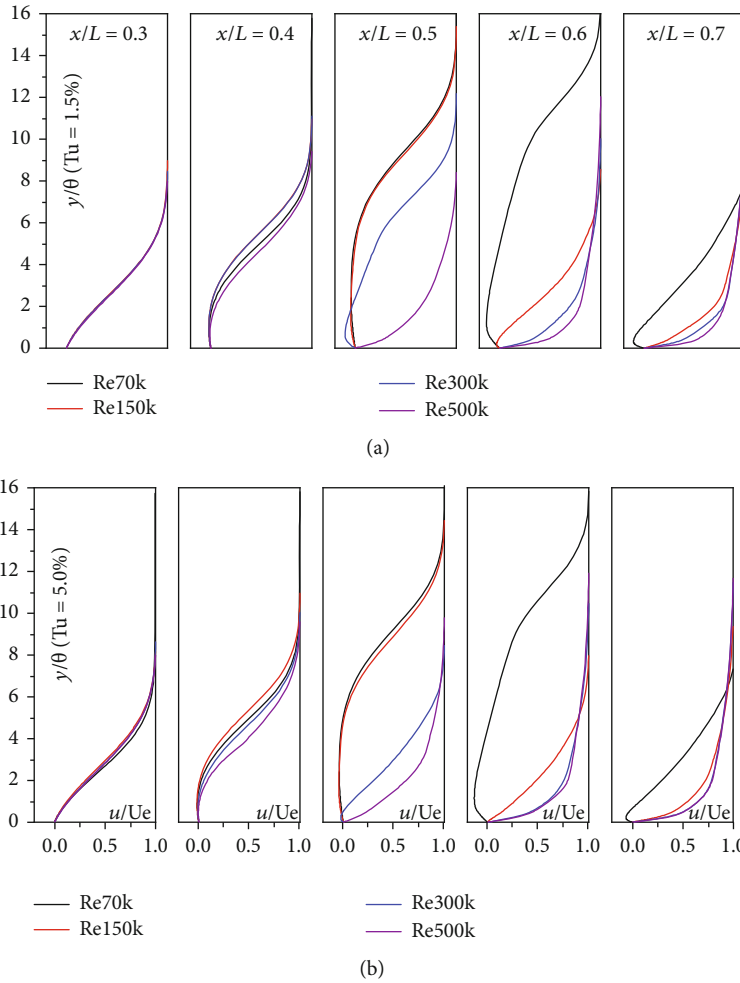 x/L = 0.3 x/L = 0.4 x/L = 0.5 x/L = 0.6 x/L = 0.7
y/θ (Tu = 1.5%)
16
14
12
10
8
6
4
2
0
Re70k Re300k
Re150k Re500k
(a)
y/θ (Tu = 5.0%)
16
14
12
10
8
6
4
2
0
u/Ue u/Ue u/Ue u/Ue u/Ue
0.0 0.5 1.0 0.0 0.5 1.0 0.0 0.5 1.0 0.0 0.5 1.0 0.0 0.5 1.0
Re70k Re300k
Re150k Re500k
(b)